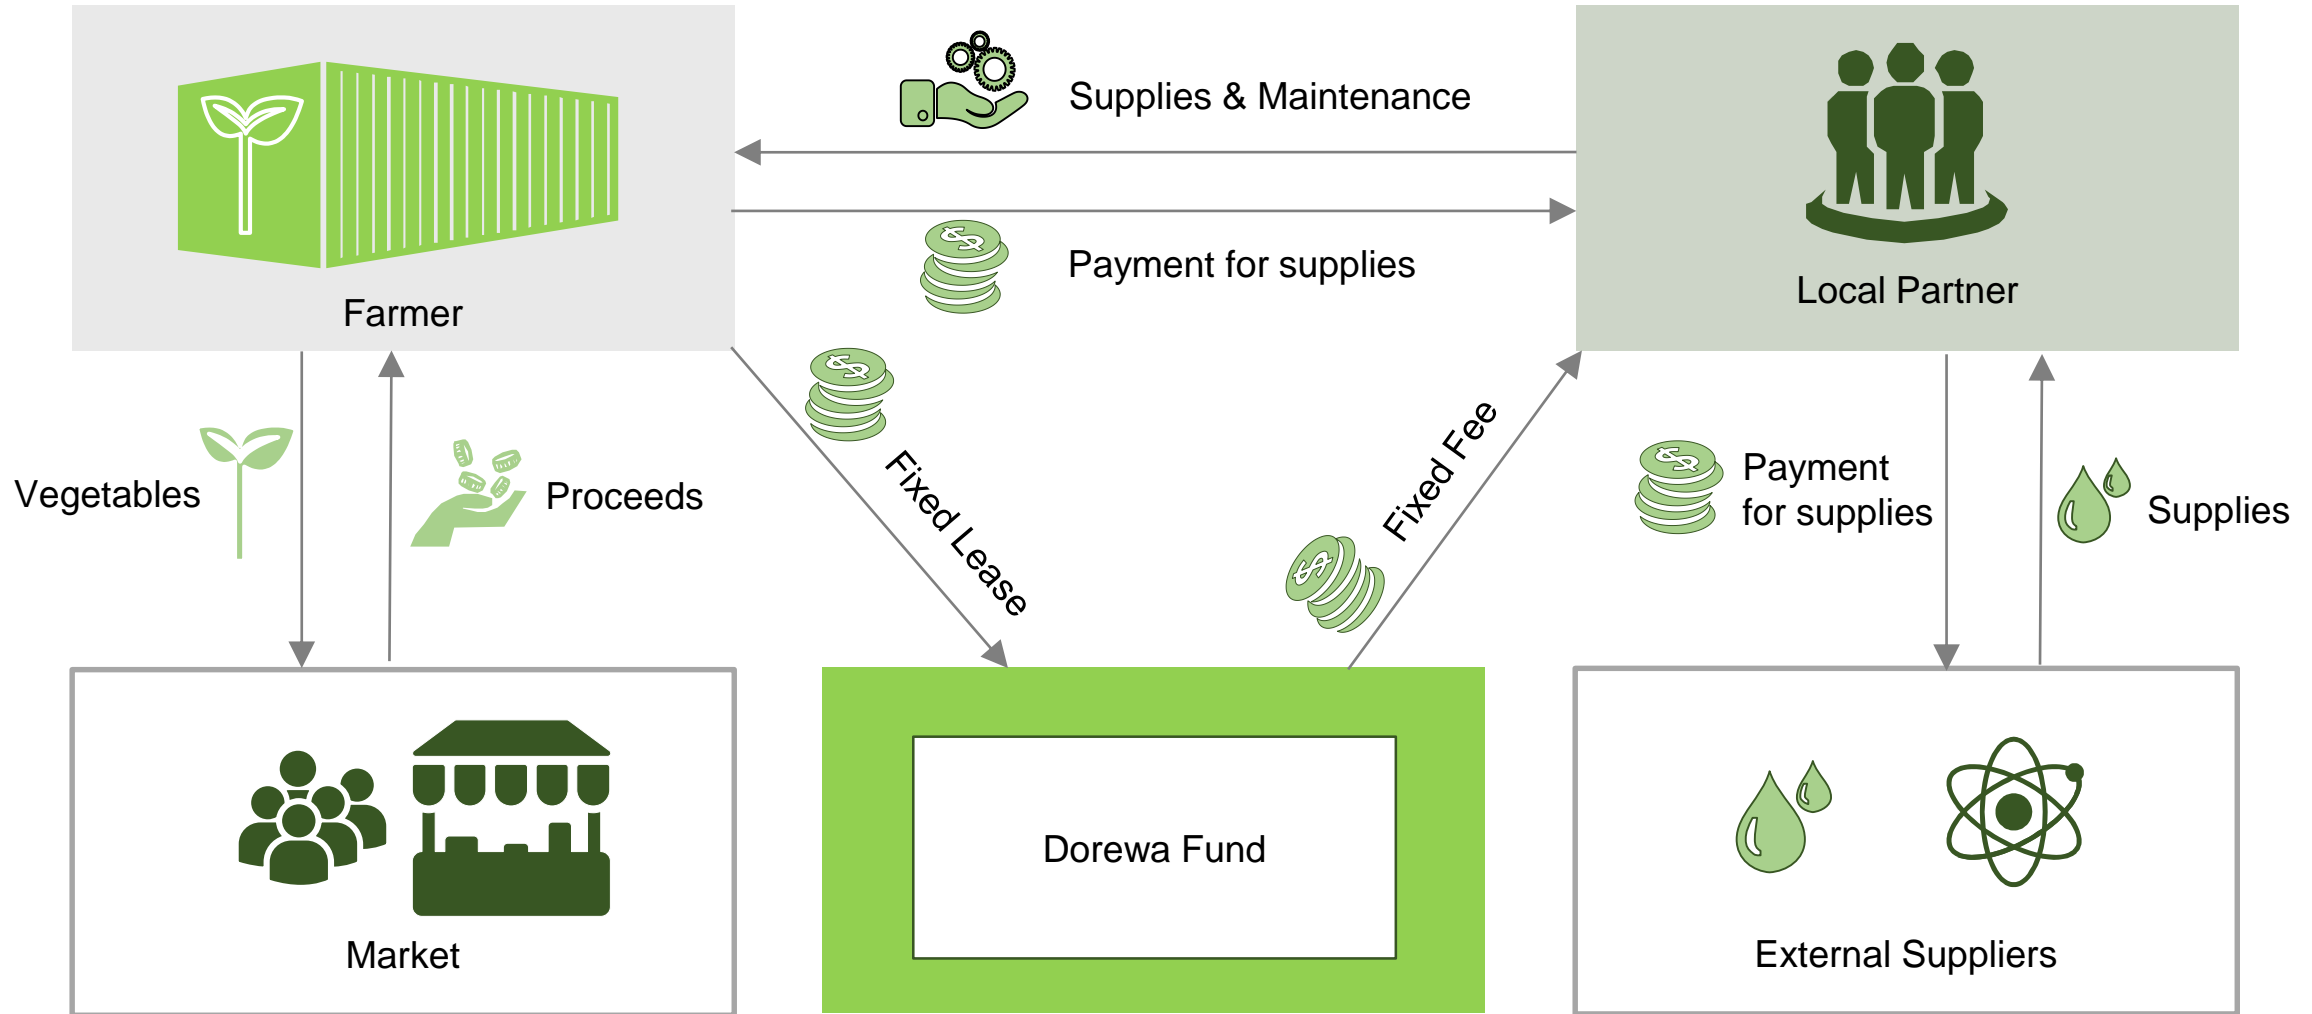 Supplies & Maintenance
Payment for supplies
Farmer
Local Partner
Vegetables
Proceeds
Fixed Lease
Fixed Fee
Payment
for supplies
Supplies
Market
Dorewa Fund
External Suppliers